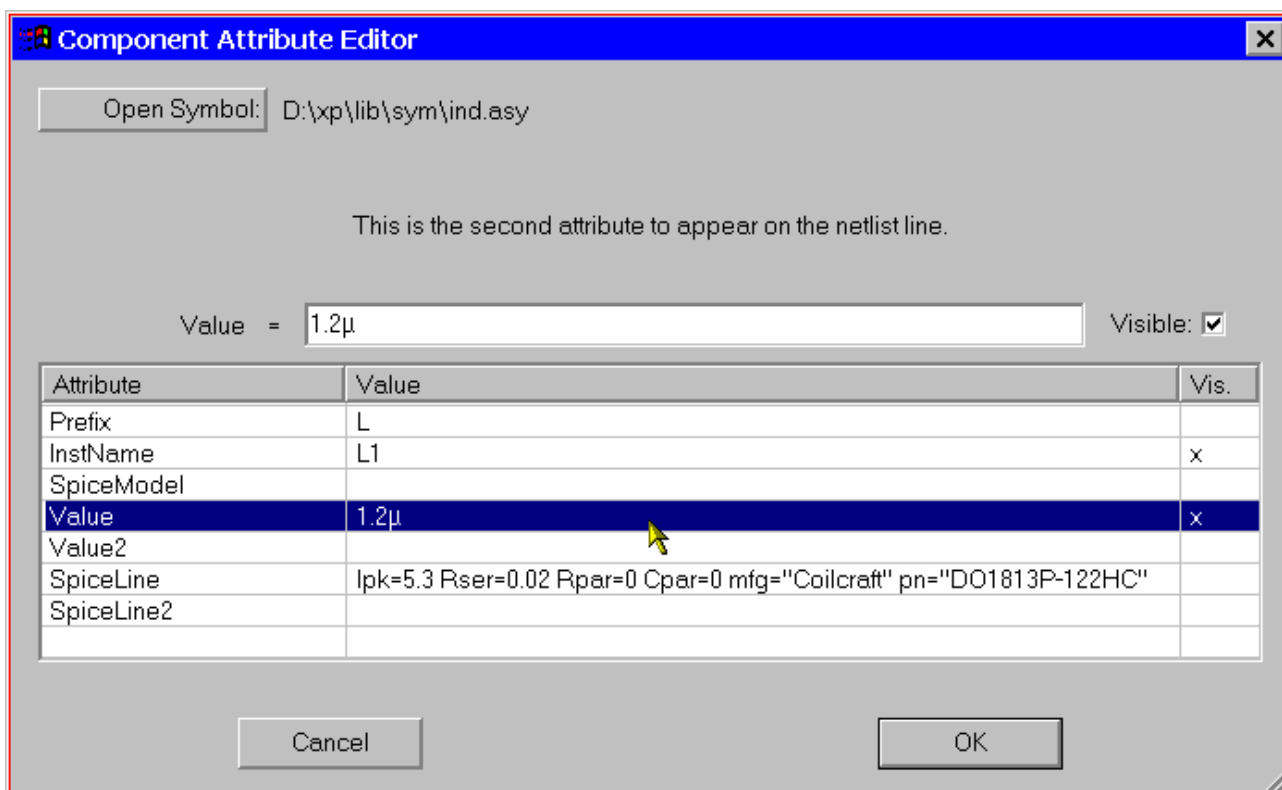 Component Attribute Editor
Open Symbol: D:\xp\lib\sym\ind.asy
This is the second attribute to appear on the netlist line.
Value = 1.2µ Visible:
Attribute Value Vis.
Prefix L
InstName L1 x
SpiceModel
Value 1.2µ x
Value2
SpiceLine Ipk=5.3 Rser=0.02 Rpar=0 Cpar=0 mfg="Coilcraft" pn="DO1813P-122HC"
SpiceLine2
Cancel OK